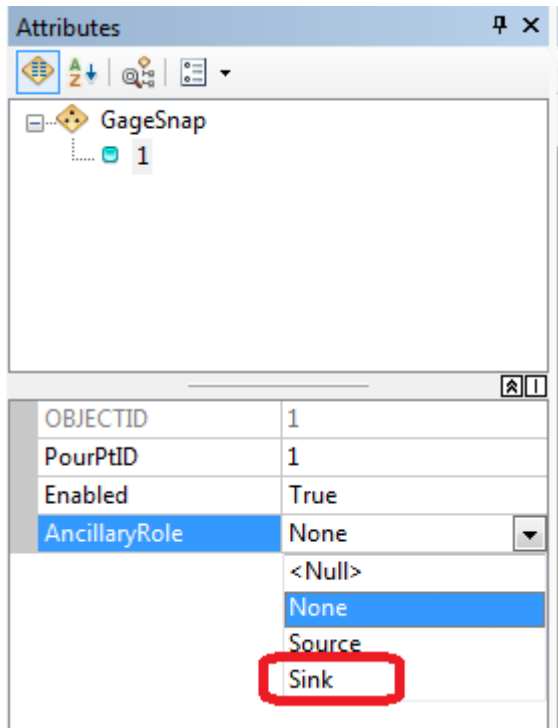 Attributes
GageSnap
1
OBJECTID 1
PourPtID 1
Enabled True
AncillaryRole None
<Null>
None
Source
Sink